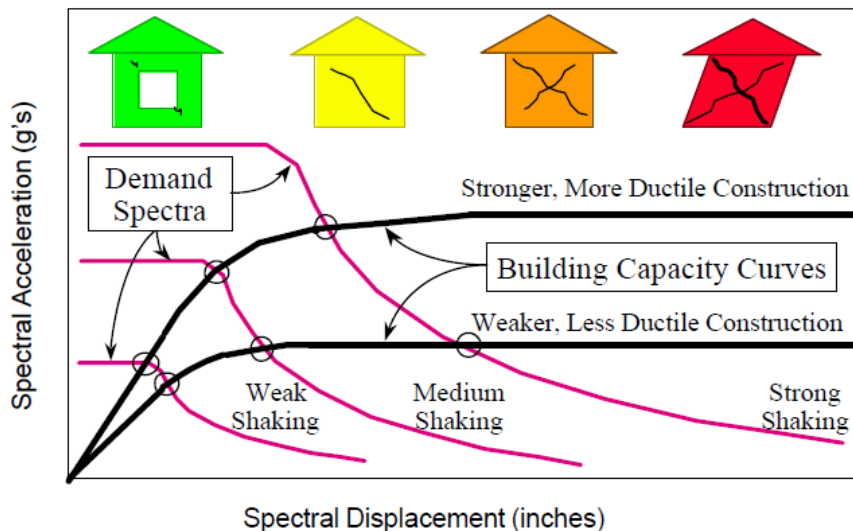 Spectral Acceleration (g's)
Demand
Spectra
Stronger, More Ductile Construction
Building Capacity Curves
Weaker, Less Ductile Construction
Weak
Shaking
Medium
Shaking
Strong
Shaking
Spectral Displacement (inches)